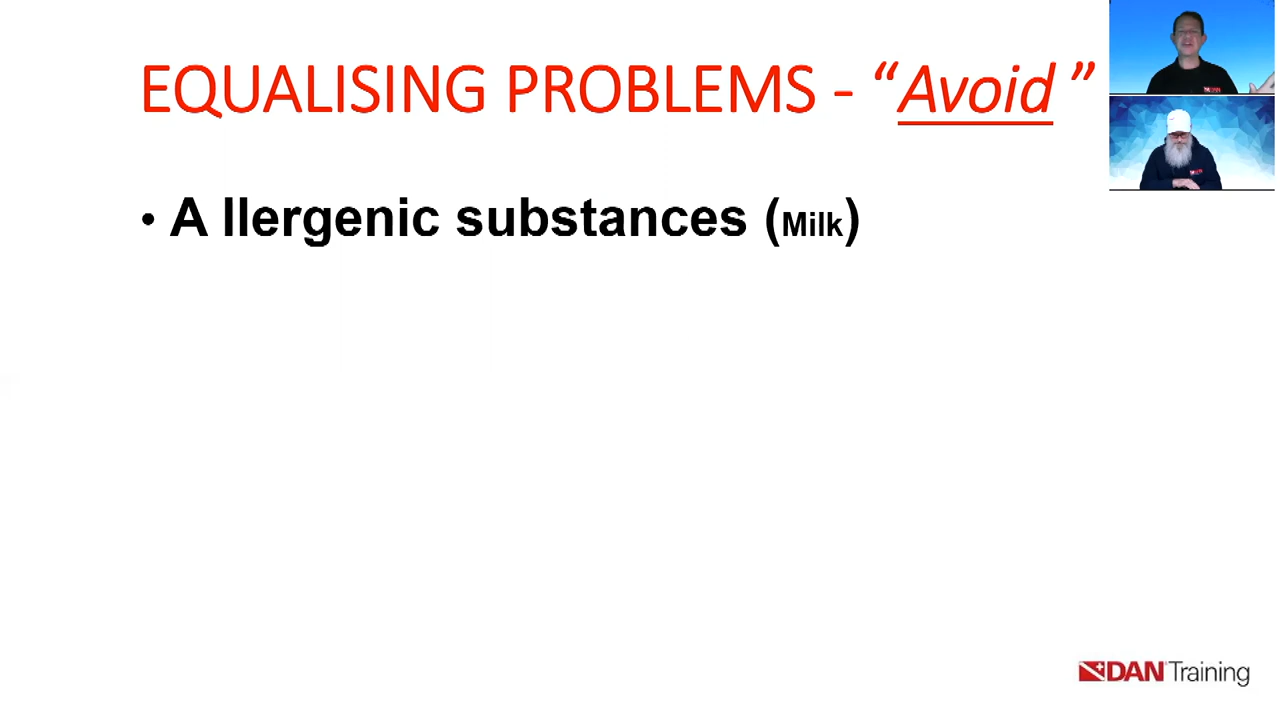 EQUALISING PROBLEMS - “Avoid ”
• A llergenic substances (Milk)
DAN Training